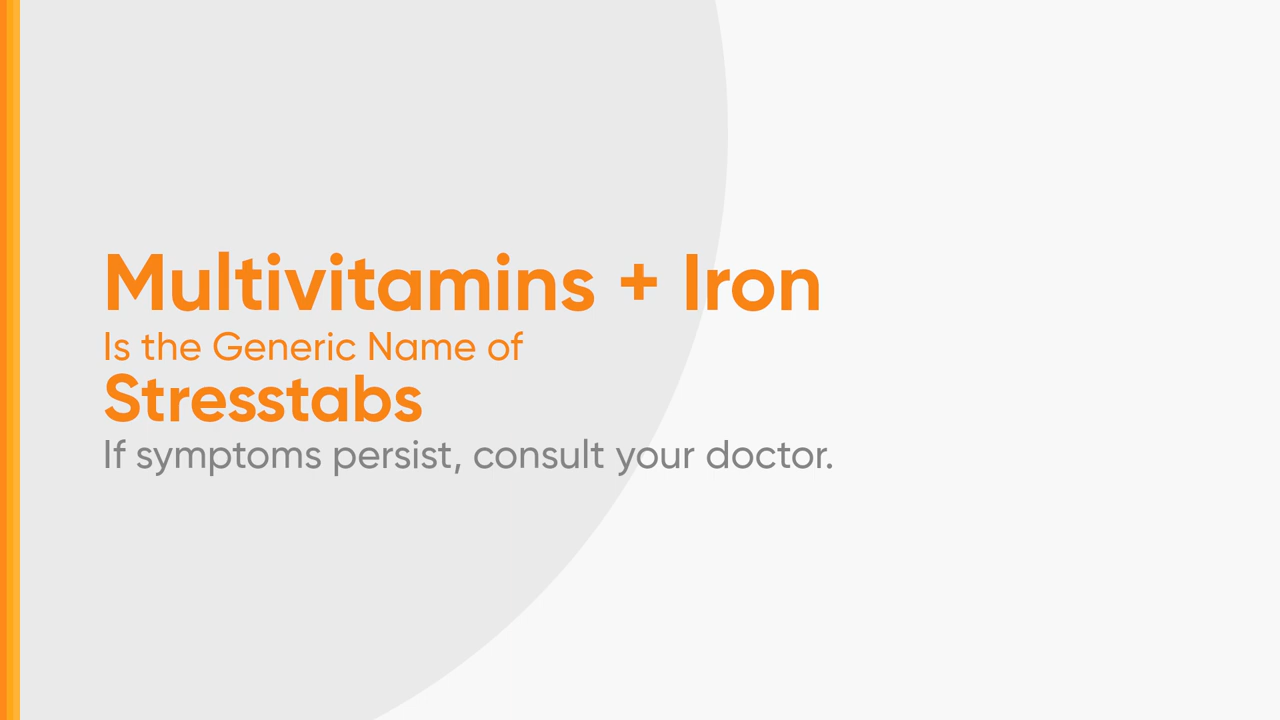 Multivitamins + Iron
Is the Generic Name of
Stresstabs
If symptoms persist, consult your doctor.